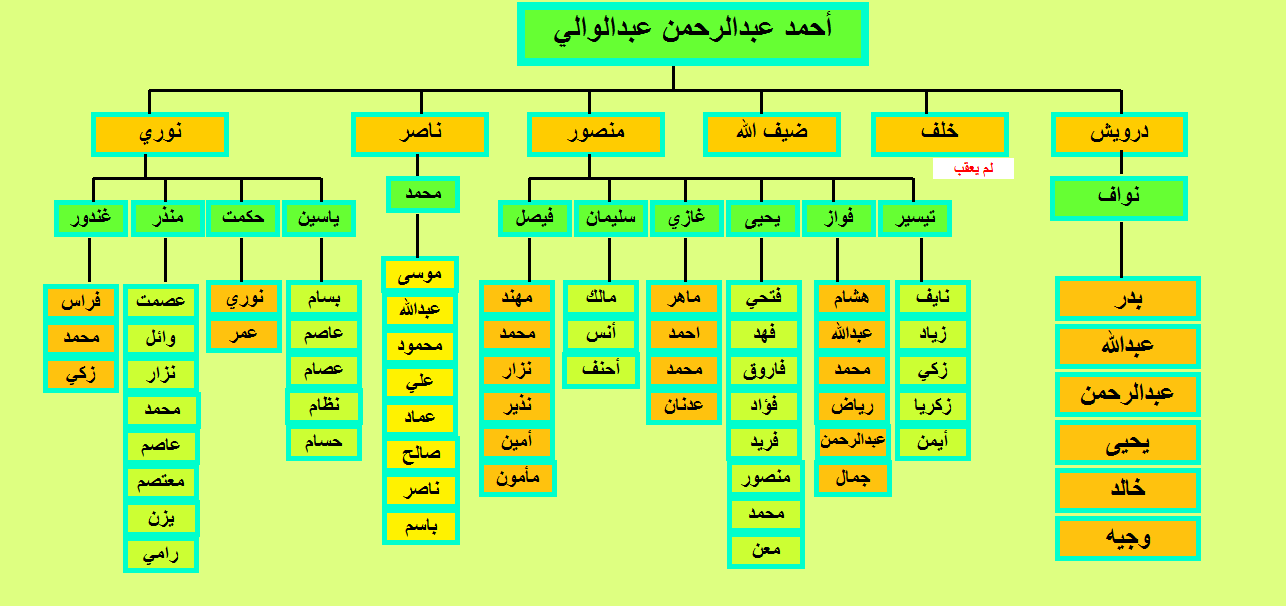 أحمد عبدالرحمن عبدالوالي
درويش
خلف
ضيف الله
منصور
ناصر
نوري
لم يعقب
نواف
محمد
تيسير
فواز
يحيى
غازي
سليمان
فيصل
ياسين
حكمت
منذر
غندور
بدر
عبدالله
عبدالرحمن
يحيى
خالد
وجيه
نايف
زياد
زكي
زكريا
أيمن
هشام
عبدالله
محمد
رياض
عبدالرحمن
جمال
فتحي
فهد
فاروق
فؤاد
فريد
منصور
محمد
معن
ماهر
احمد
محمد
عدنان
مالك
أنس
أحنف
مهند
محمد
نزار
نذير
أمين
مأمون
موسى
عبدالله
محمود
علي
عماد
صالح
ناصر
باسم
بسام
عاصم
عصام
نظام
حسام
نوري
عمر
عصمت
وائل
نزار
محمد
عاصم
معتصم
يزن
رامي
فراس
محمد
زكي